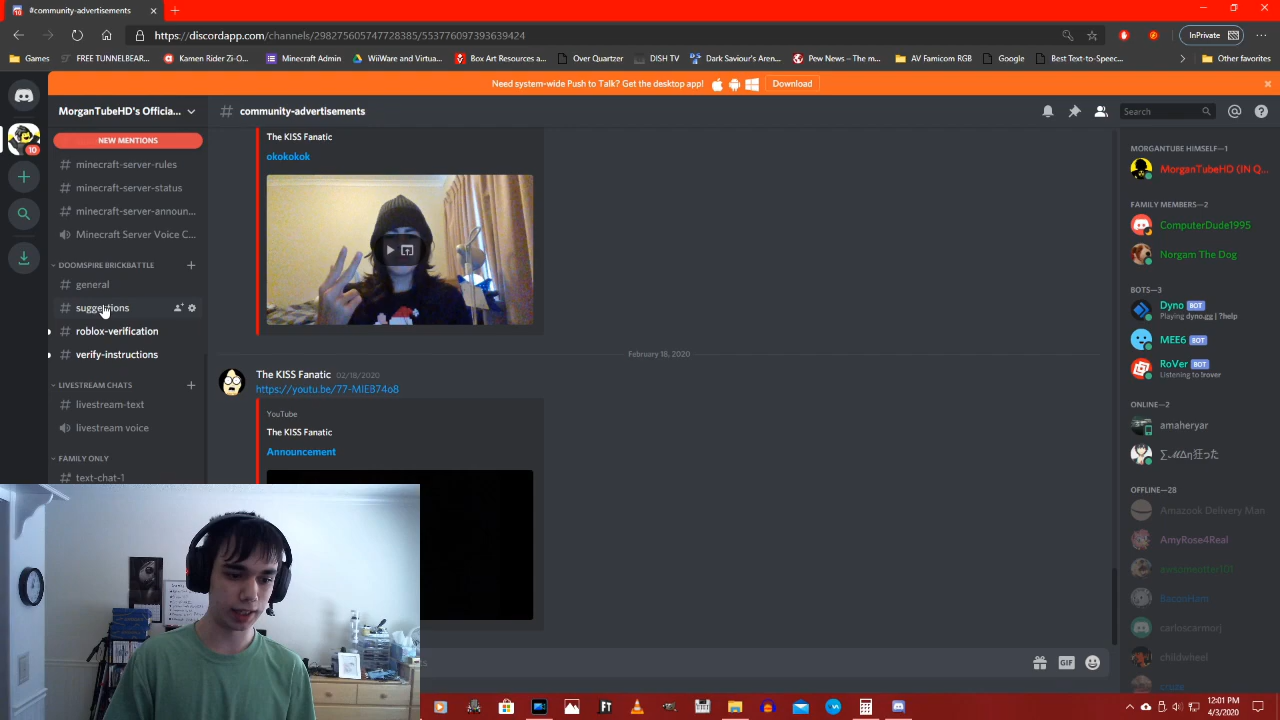 #community-advertisements
https://discordapp.com/channels/298275605747728385/553776097393639424
InPrivate
Games
FREE TUNNELBEAR...
Kamen Rider Zi-O...
Minecraft Admin
WiiWare and Virtua...
Box Art Resources a...
Over Quartzer
DISH TV
Dark Saviour's Aren...
Pew News – The m...
AV Famicom RGB
Google
Best Text-to-Speec...
Other favorites
Need system-wide Push to Talk? Get the desktop app!
Download
MorganTubeHD's Officia...
# community-advertisements
Search
NEW MENTIONS
10
minecraft-server-rules
minecraft-server-status
minecraft-server-announ...
Minecraft Server Voice C...
DOOMSPIRE BRICKBATTLE
general
suggestions
roblox-verification
verify-instructions
LIVESTREAM CHATS
livestream-text
livestream voice
FAMILY ONLY
text-chat-1
The KISS Fanatic
okokokok
February 18, 2020
The KISS Fanatic 02/18/2020
https://youtu.be/77-MIEB74o8
YouTube
The KISS Fanatic
Announcement
GIF
MORGANTUBE HIMSELF—1
MorganTubeHD (IN Q...
FAMILY MEMBERS—2
ComputerDude1995
Norgam The Dog
BOTS—3
Dyno BOT
Playing dyno.gg | ?help
MEE6 BOT
RoVer BOT
Listening to !rover
ONLINE—2
amaheryar
OFFLINE—28
Amazook Delivery Man
AmyRose4Real
BaconHam
carloscarmorj
childwheel
12:01 PM
4/3/2020